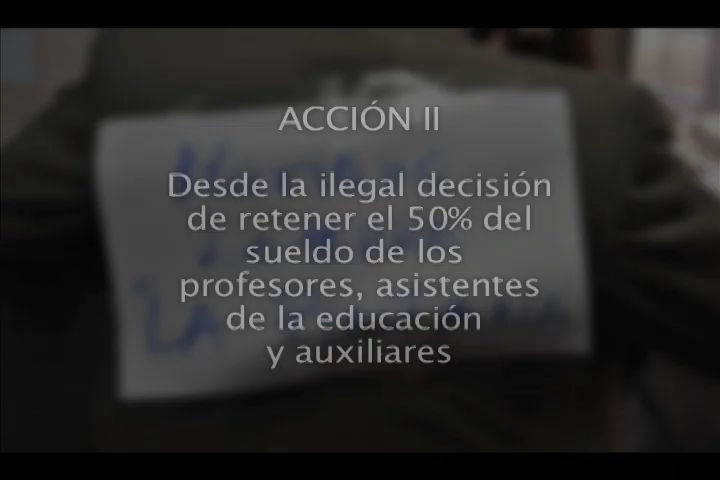 ACCIÓN II
Desde la ilegal decisión
de retener el 50% del
sueldo de los
profesores, asistentes
de la educación
y auxiliares